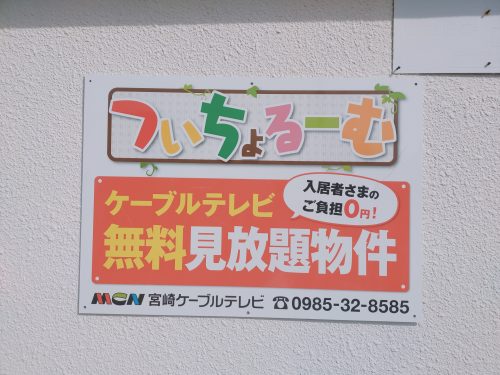 ついちょるーむ
ケーブルテレビ
入居者さまの
ご負担0円!
無料見放題物件
MCN 宮崎ケーブルテレビ ☎0985-32-8585